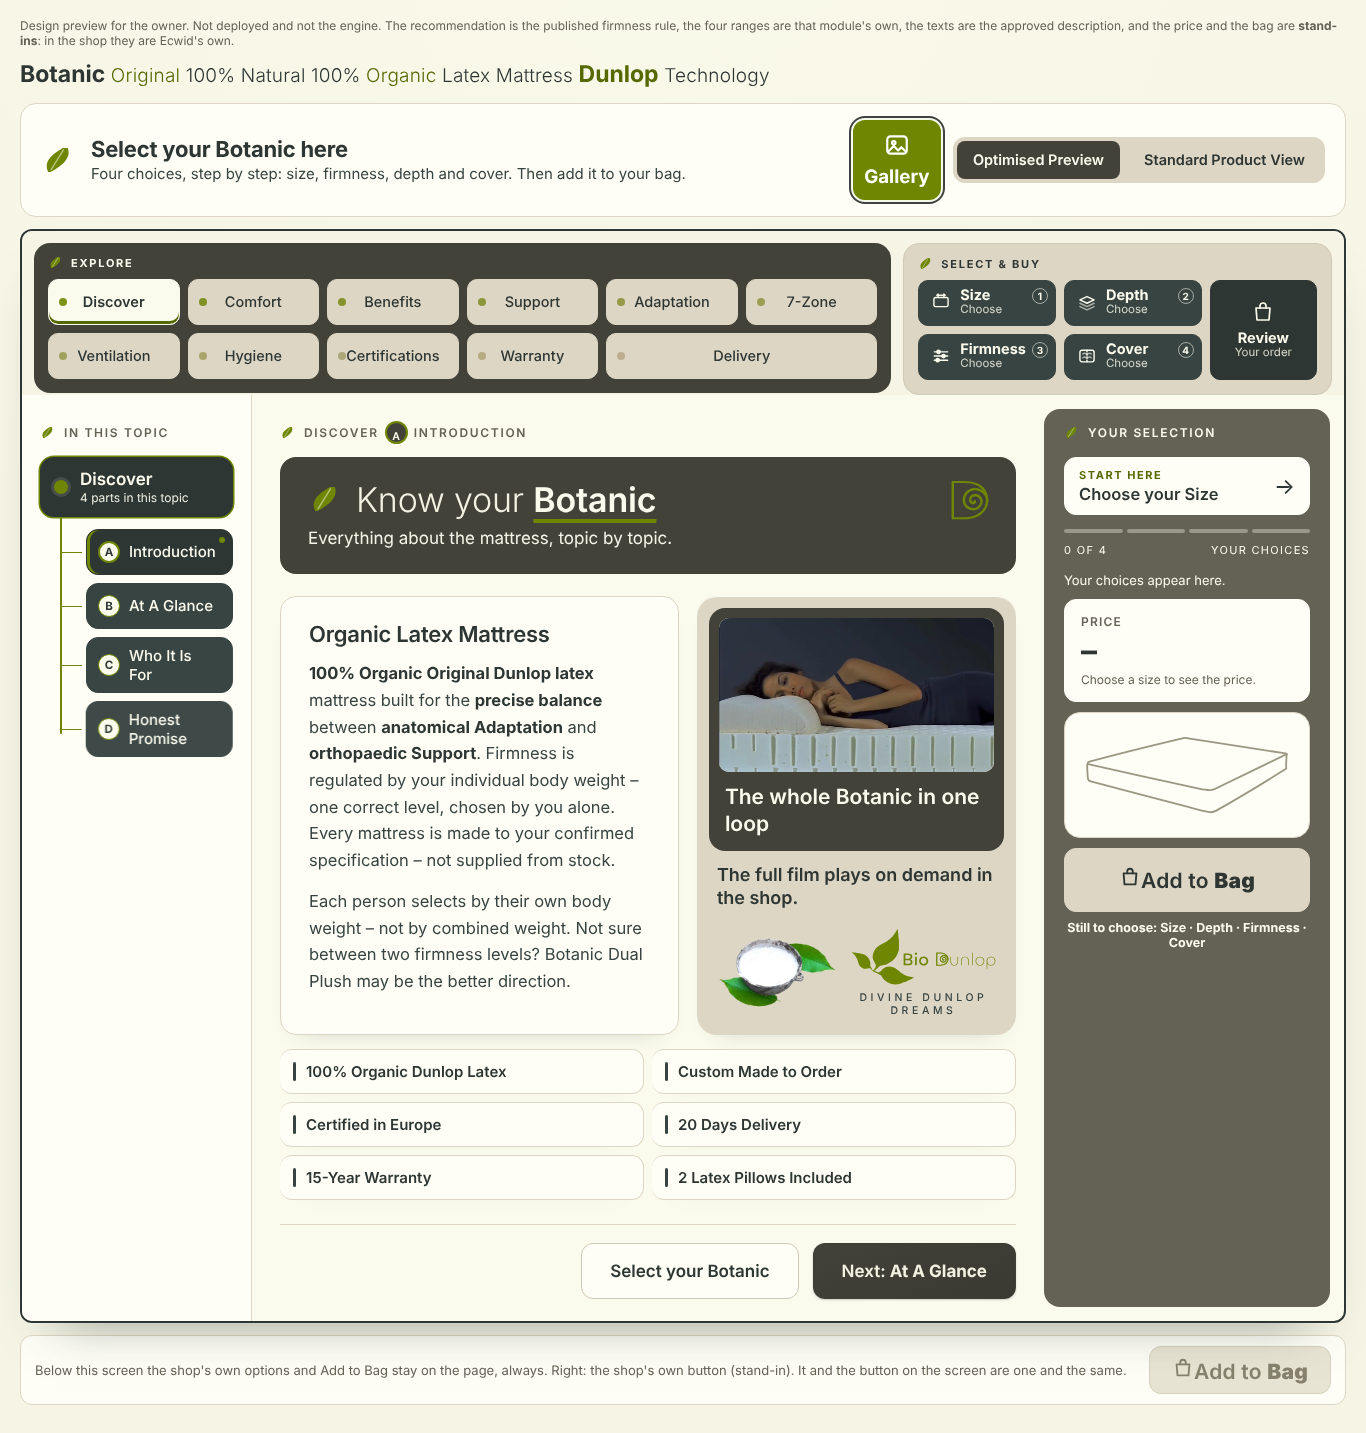 Design preview for the owner. Not deployed and not the engine. The recommendation is the published firmness rule, the four ranges are that module's own, the texts are the approved description, and the price and the bag are stand-
ins: in the shop they are Ecwid's own.
Botanic Original 100% Natural 100% Organic Latex Mattress Dunlop Technology
Select your Botanic here
Four choices, step by step: size, firmness, depth and cover. Then add it to your bag.
Gallery
Optimised Preview
Standard Product View
EXPLORE
Discover
Comfort
Benefits
Support
Adaptation
7-Zone
Ventilation
Hygiene
Certifications
Warranty
Delivery
SELECT & BUY
Size
Choose
1
Depth
Choose
2
Firmness
Choose
3
Cover
Choose
4
Review
Your order
IN THIS TOPIC
Discover
4 parts in this topic
A Introduction
B At A Glance
C Who It Is
For
D Honest
Promise
DISCOVER A INTRODUCTION
Know your Botanic
Everything about the mattress, topic by topic.
Organic Latex Mattress
100% Organic Original Dunlop latex
mattress built for the precise balance
between anatomical Adaptation and
orthopaedic Support. Firmness is
regulated by your individual body weight –
one correct level, chosen by you alone.
Every mattress is made to your confirmed
specification – not supplied from stock.
Each person selects by their own body
weight – not by combined weight. Not sure
between two firmness levels? Botanic Dual
Plush may be the better direction.
The whole Botanic in one
loop
The full film plays on demand in
the shop.
Bio Dunlop
DIVINE DUNLOP
DREAMS
100% Organic Dunlop Latex
Custom Made to Order
Certified in Europe
20 Days Delivery
15-Year Warranty
2 Latex Pillows Included
Select your Botanic
Next: At A Glance
YOUR SELECTION
START HERE
Choose your Size
0 OF 4
YOUR CHOICES
Your choices appear here.
PRICE
–
Choose a size to see the price.
Add to Bag
Still to choose: Size · Depth · Firmness ·
Cover
Below this screen the shop's own options and Add to Bag stay on the page, always. Right: the shop's own button (stand-in). It and the button on the screen are one and the same.
Add to Bag